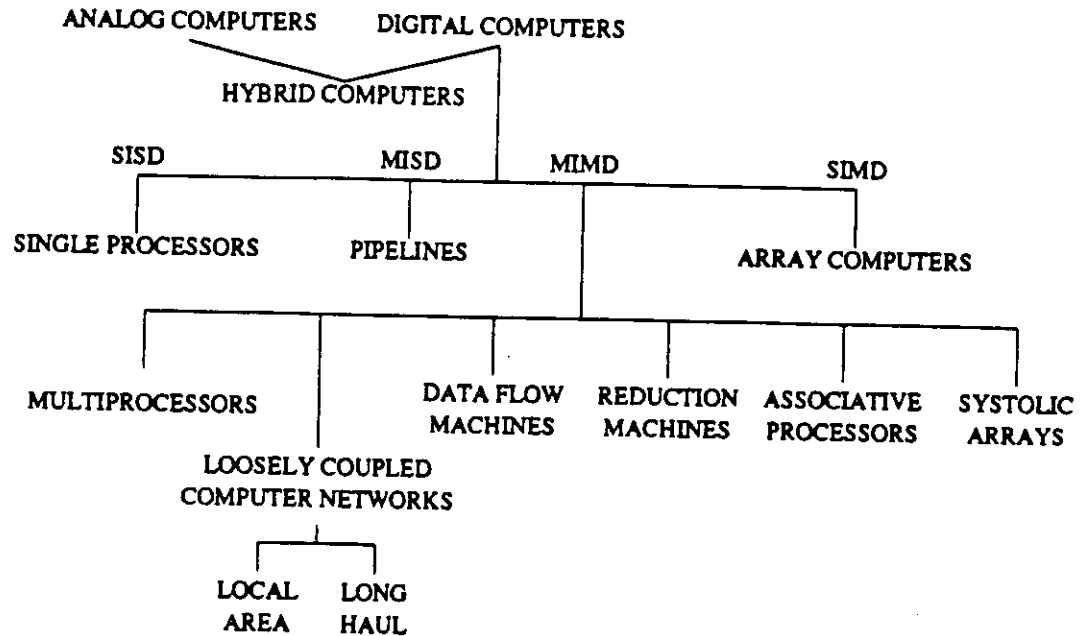 ANALOG COMPUTERS
DIGITAL COMPUTERS
HYBRID COMPUTERS
SISD
MISD
MIMD
SIMD
SINGLE PROCESSORS
PIPELINES
ARRAY COMPUTERS
MULTIPROCESSORS
DATA FLOW
MACHINES
REDUCTION
MACHINES
ASSOCIATIVE
PROCESSORS
SYSTOLIC
ARRAYS
LOOSELY COUPLED
COMPUTER NETWORKS
LOCAL
AREA
LONG
HAUL